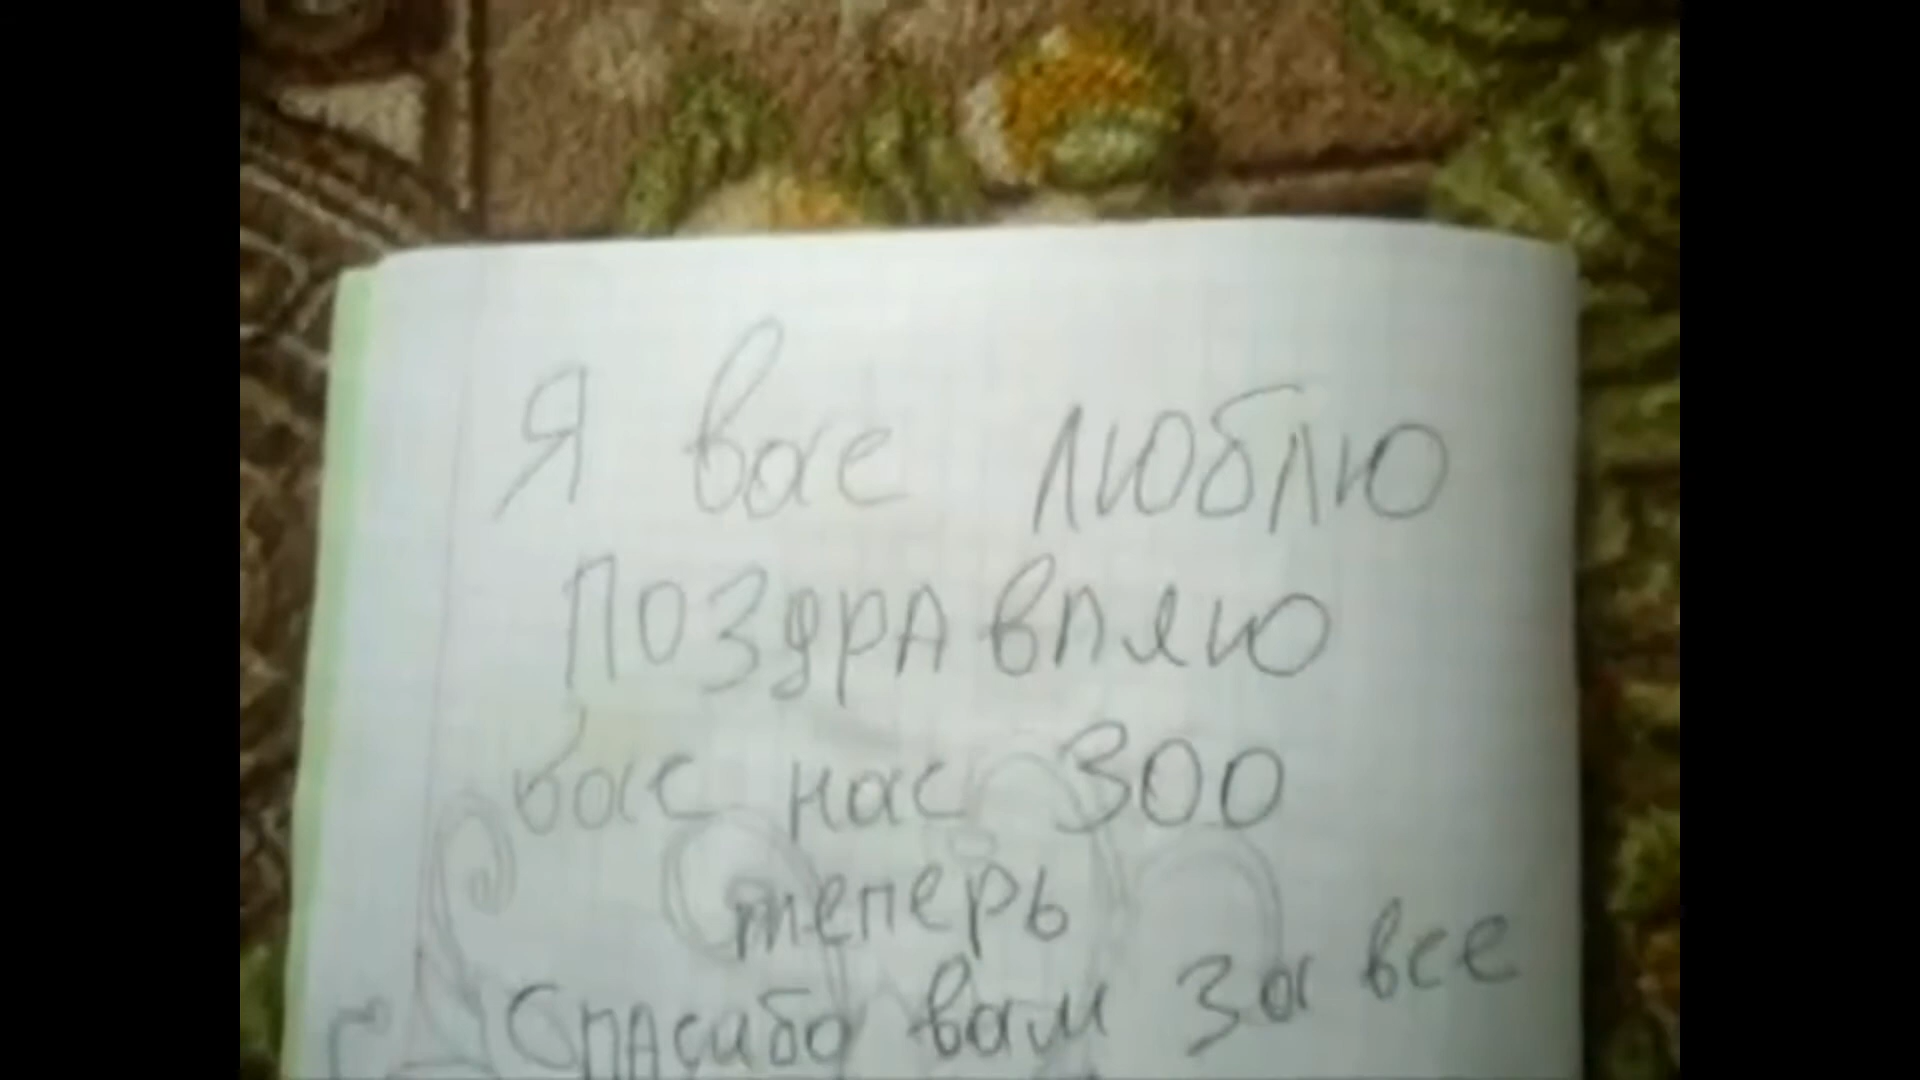 Я вас люблю
поздравляю
вас нас 300
теперь
Спасибо вам за все